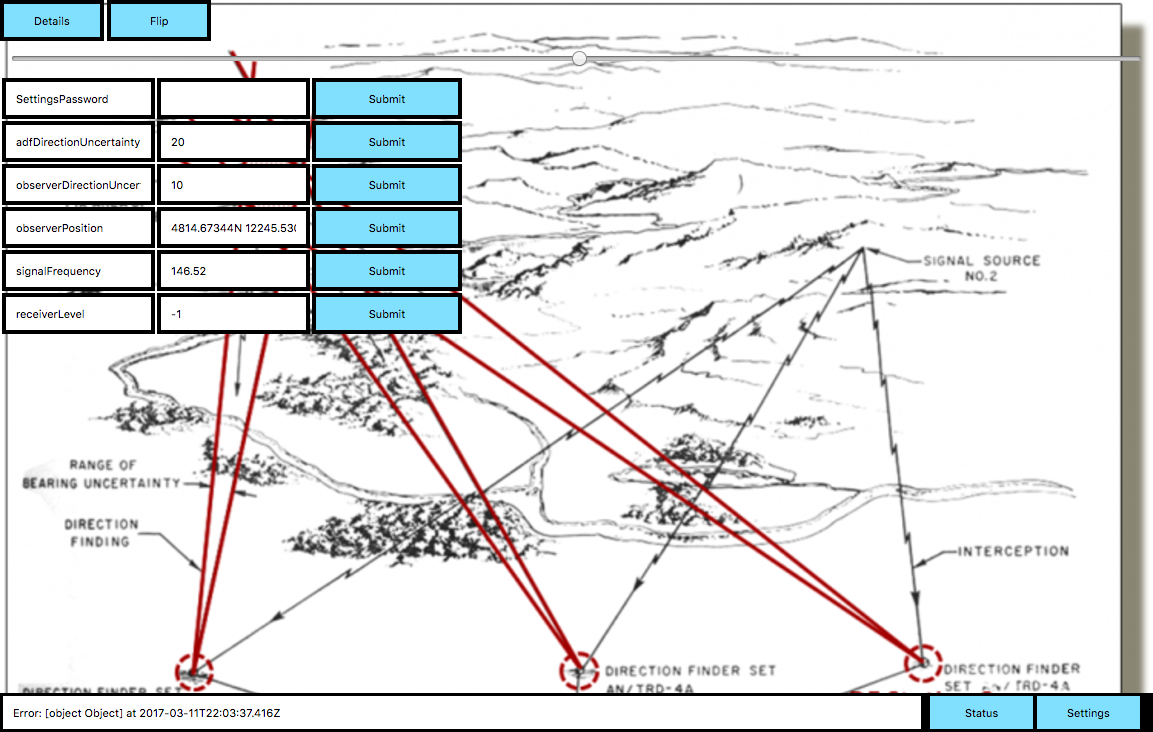 Details
Flip
SettingsPassword
Submit
adfDirectionUncertainty
20
Submit
observerDirectionUncer
10
Submit
observerPosition
4814.67344N 12245.530
Submit
signalFrequency
146.52
Submit
receiverLevel
-1
Submit
SIGNAL SOURCE
NO.2
RANGE OF
BEARING UNCERTAINTY
DIRECTION
FINDING
INTERCEPTION
DIRECTION FINDER SET
AN/TRD-4A
DIRECTION FINDER
SET AN/TRD-4A
DIRECTION FINDER SET
Error: [object Object] at 2017-03-11T22:03:37.416Z
Status
Settings